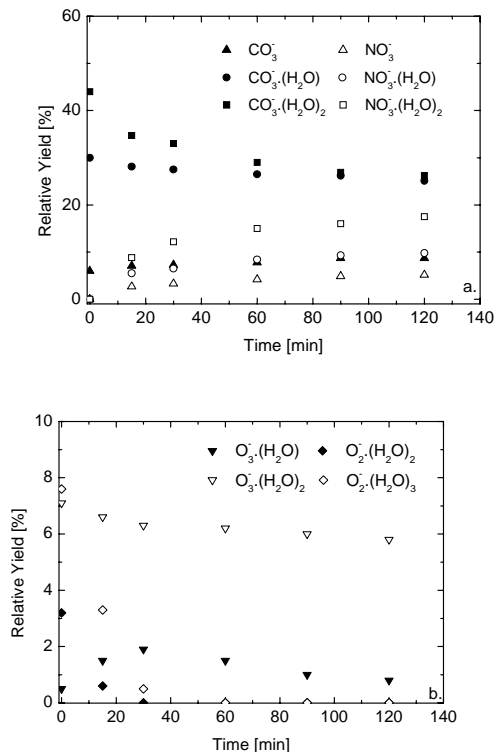 60
40
20
0
0 20 40 60 80 100 120 140
Relative Yield [%]
Time [min]
CO₃⁻ NO₃⁻
CO₃⁻.(H₂O) NO₃⁻.(H₂O)
CO₃⁻.(H₂O)₂ NO₃⁻.(H₂O)₂
a.
10
8
6
4
2
0
0 20 40 60 80 100 120 140
Relative Yield [%]
Time [min]
O₃⁻.(H₂O) O₂⁻.(H₂O)₂
O₃⁻.(H₂O)₂ O₂⁻.(H₂O)₃
b.